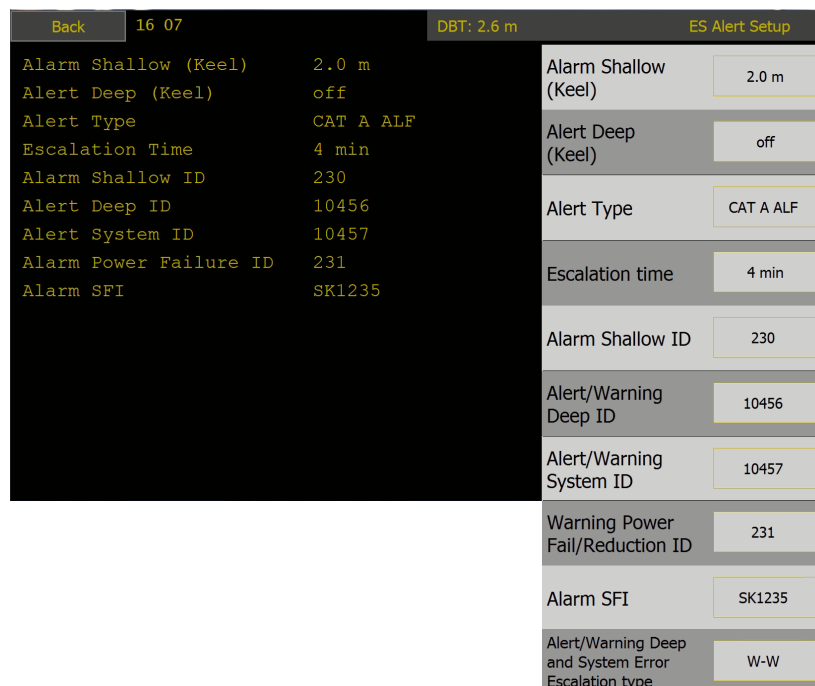 Back 16 07 DBT: 2.6 m ES Alert Setup
Alarm Shallow (Keel) 2.0 m
Alert Deep (Keel) off
Alert Type CAT A ALF
Escalation Time 4 min
Alarm Shallow ID 230
Alert Deep ID 10456
Alert System ID 10457
Alarm Power Failure ID 231
Alarm SFI SK1235
Alarm Shallow
(Keel)
2.0 m
Alert Deep
(Keel)
off
Alert Type CAT A ALF
Escalation time 4 min
Alarm Shallow ID 230
Alert/Warning
Deep ID
10456
Alert/Warning
System ID
10457
Warning Power
Fail/Reduction ID
231
Alarm SFI SK1235
Alert/Warning Deep
and System Error
Escalation type
W-W